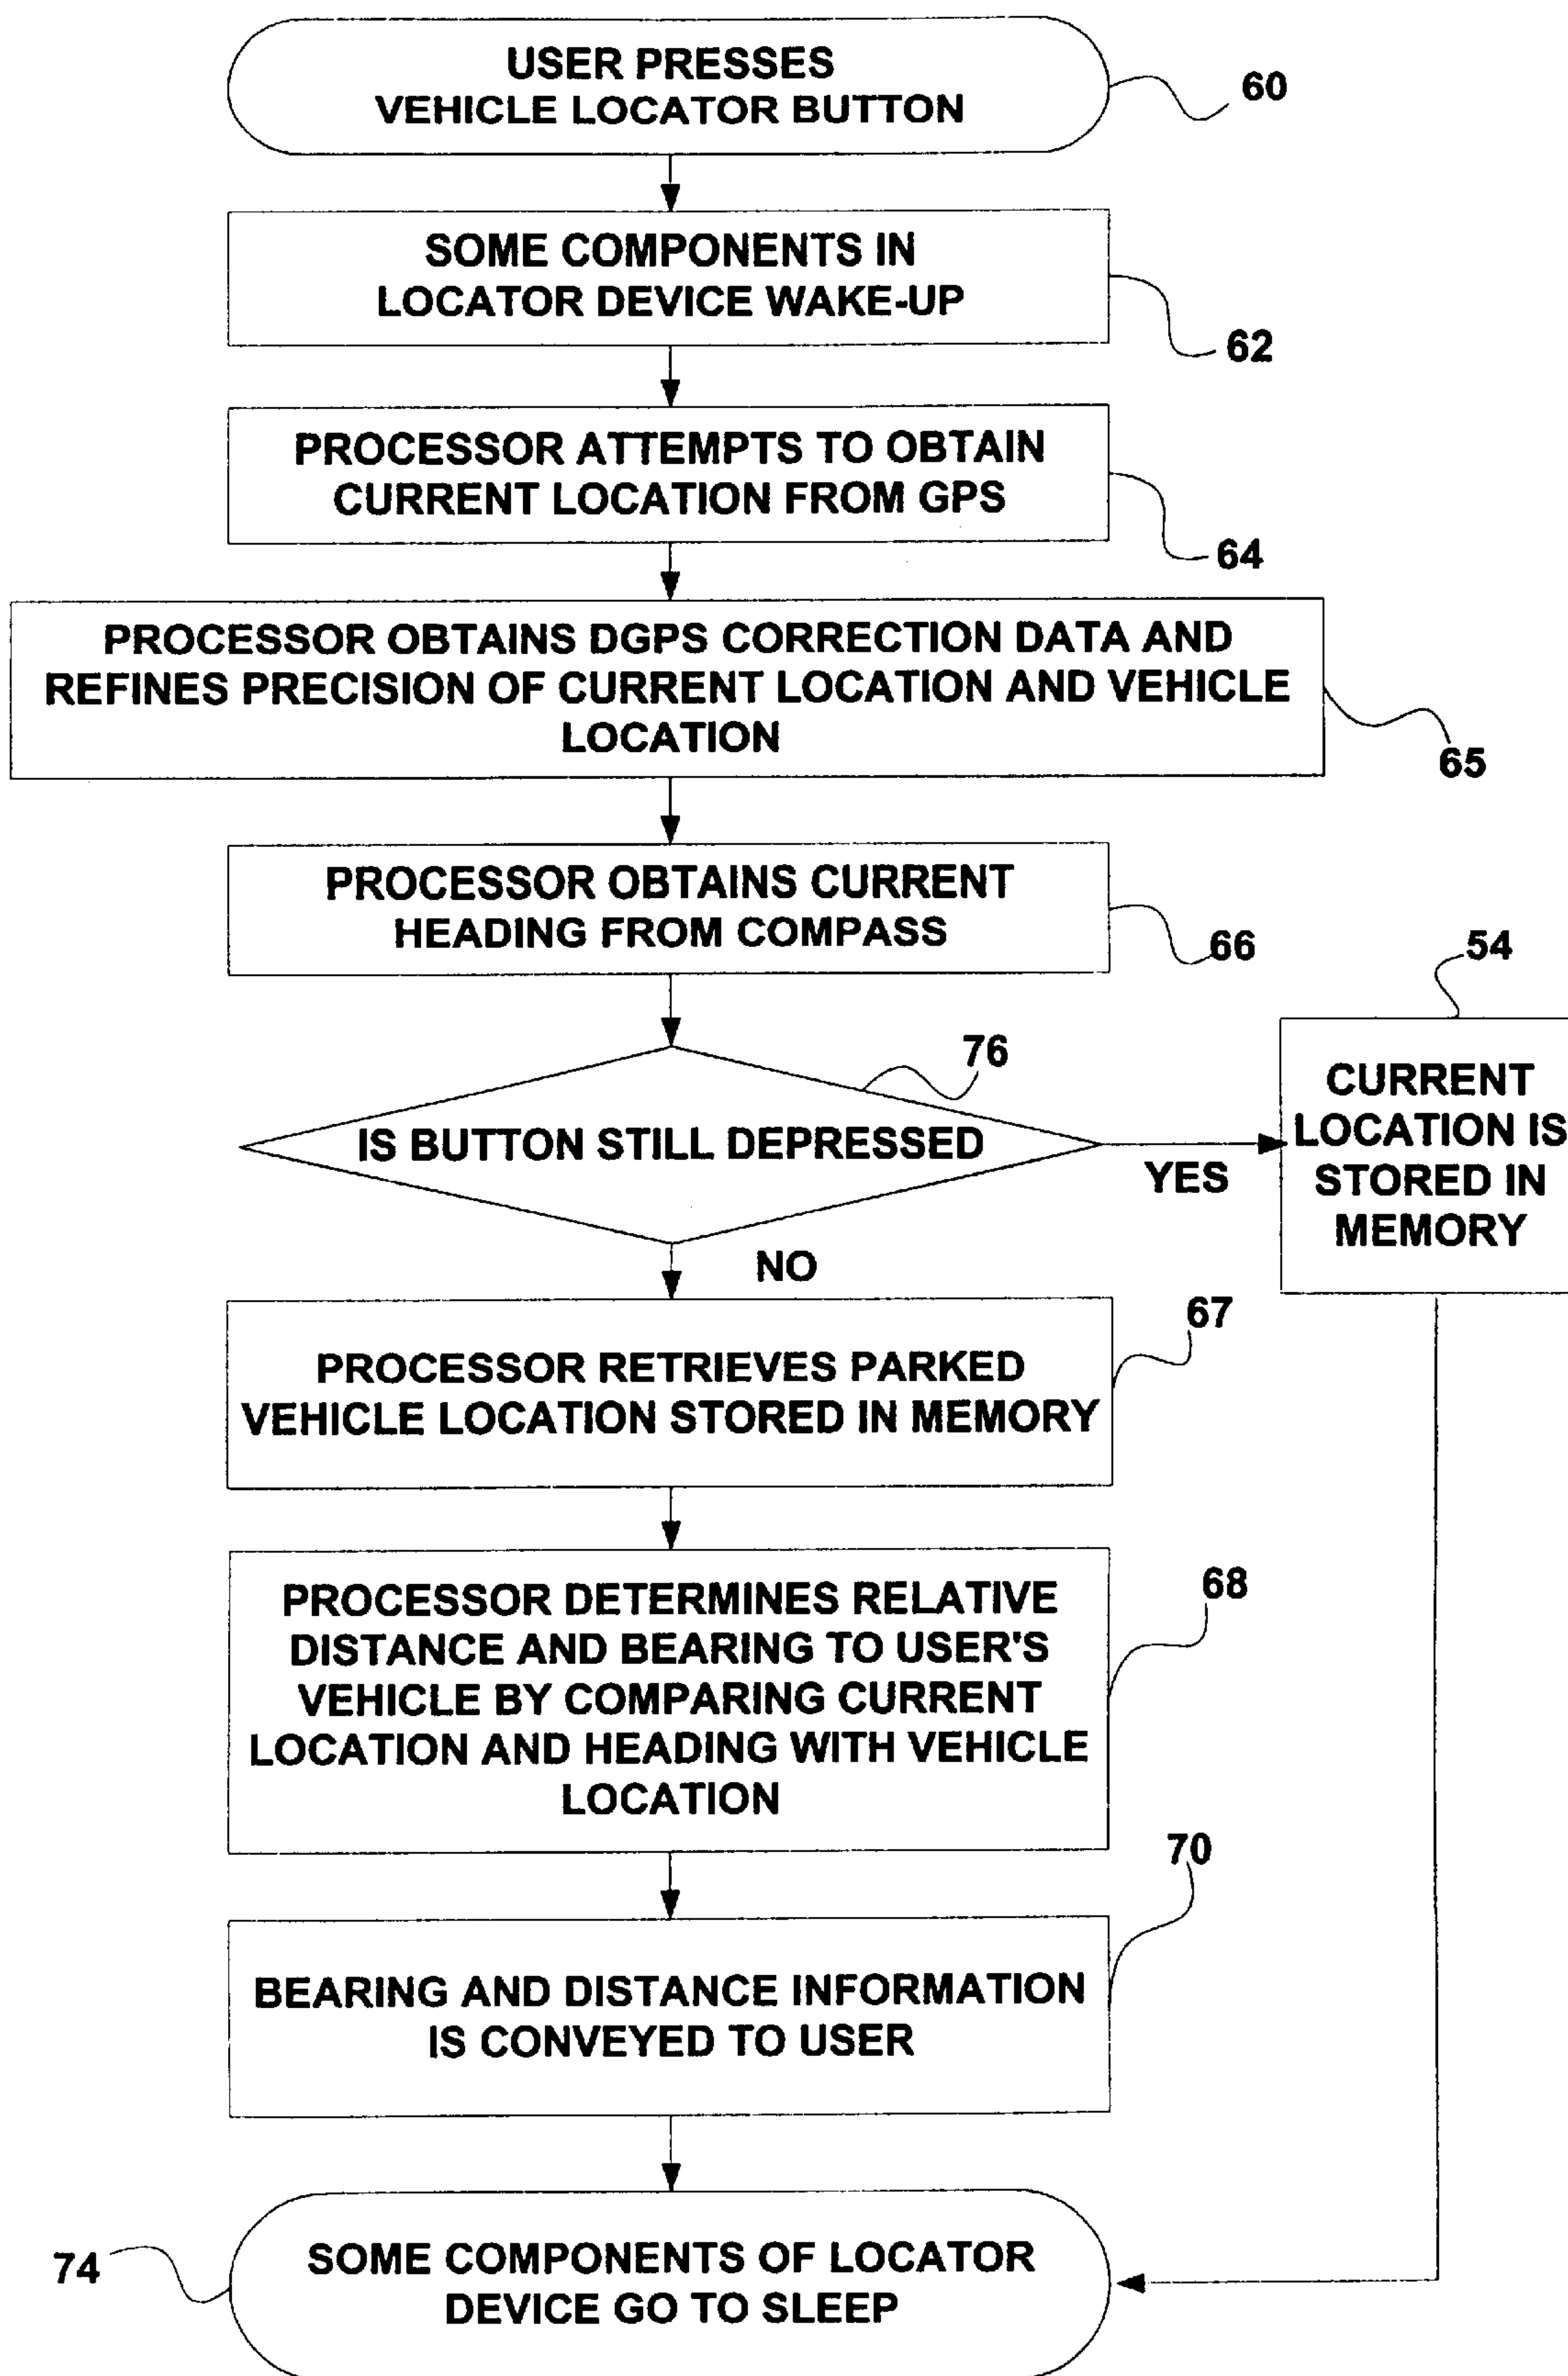 USER PRESSES
VEHICLE LOCATOR BUTTON
60
SOME COMPONENTS IN
LOCATOR DEVICE WAKE-UP
62
PROCESSOR ATTEMPTS TO OBTAIN
CURRENT LOCATION FROM GPS
64
PROCESSOR OBTAINS DGPS CORRECTION DATA AND
REFINES PRECISION OF CURRENT LOCATION AND VEHICLE
LOCATION
65
PROCESSOR OBTAINS CURRENT
HEADING FROM COMPASS
66
54
76
IS BUTTON STILL DEPRESSED
YES
CURRENT
LOCATION IS
STORED IN
MEMORY
NO
67
PROCESSOR RETRIEVES PARKED
VEHICLE LOCATION STORED IN MEMORY
68
PROCESSOR DETERMINES RELATIVE
DISTANCE AND BEARING TO USER'S
VEHICLE BY COMPARING CURRENT
LOCATION AND HEADING WITH VEHICLE
LOCATION
70
BEARING AND DISTANCE INFORMATION
IS CONVEYED TO USER
74
SOME COMPONENTS OF LOCATOR
DEVICE GO TO SLEEP